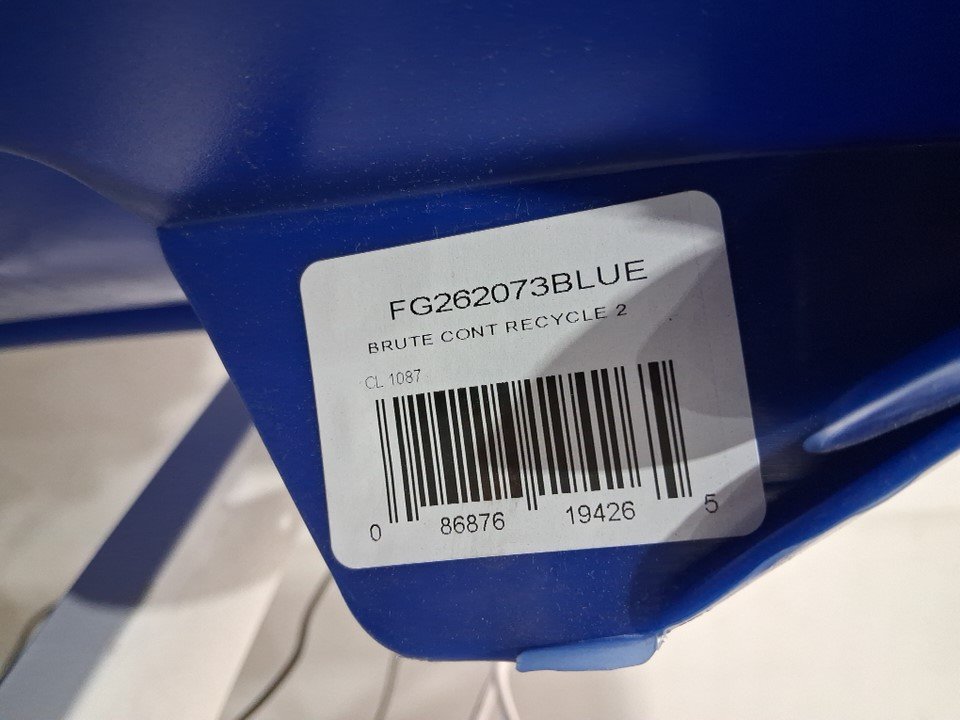 FG262073BLUE
BRUTE CONT RECYCLE 2
CL 1087
0 86876 19426 5